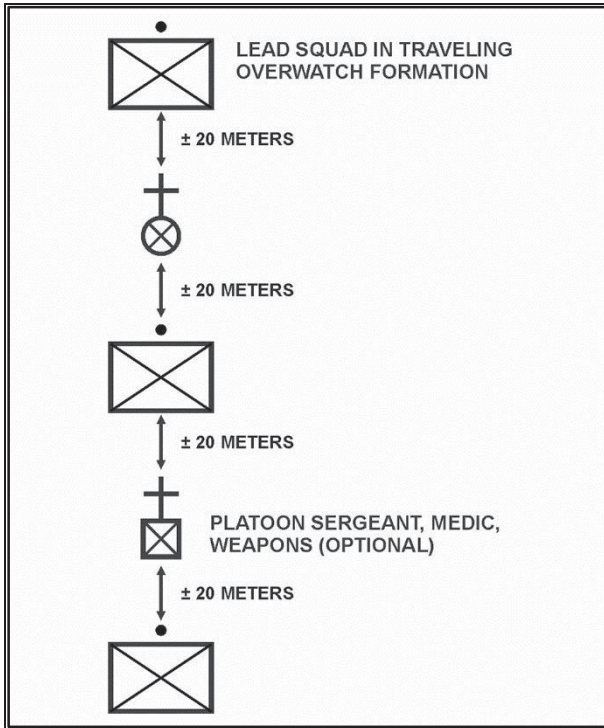 LEAD SQUAD IN TRAVELING
OVERWATCH FORMATION
± 20 METERS
± 20 METERS
± 20 METERS
PLATOON SERGEANT, MEDIC,
WEAPONS (OPTIONAL)
± 20 METERS